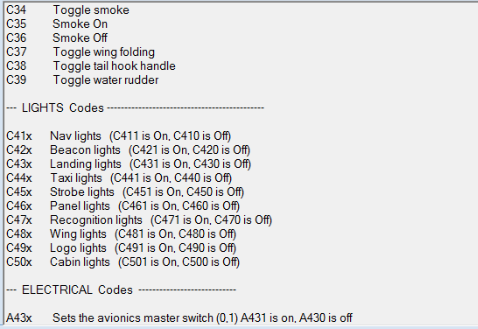 C34 Toggle smoke
C35 Smoke On
C36 Smoke Off
C37 Toggle wing folding
C38 Toggle tail hook handle
C39 Toggle water rudder
--- LIGHTS Codes --------------------------------------------
C41x Nav lights (C411 is On, C410 is Off)
C42x Beacon lights (C421 is On, C420 is Off)
C43x Landing lights (C431 is On, C430 is Off)
C44x Taxi lights (C441 is On, C440 is Off)
C45x Strobe lights (C451 is On, C450 is Off)
C46x Panel lights (C461 is On, C460 is Off)
C47x Recognition lights (C471 is On, C470 is Off)
C48x Wing lights (C481 is On, C480 is Off)
C49x Logo lights (C491 is On, C490 is Off)
C50x Cabin lights (C501 is On, C500 is Off)
--- ELECTRICAL Codes ---------------------------
A43x Sets the avionics master switch (0,1) A431 is on, A430 is off